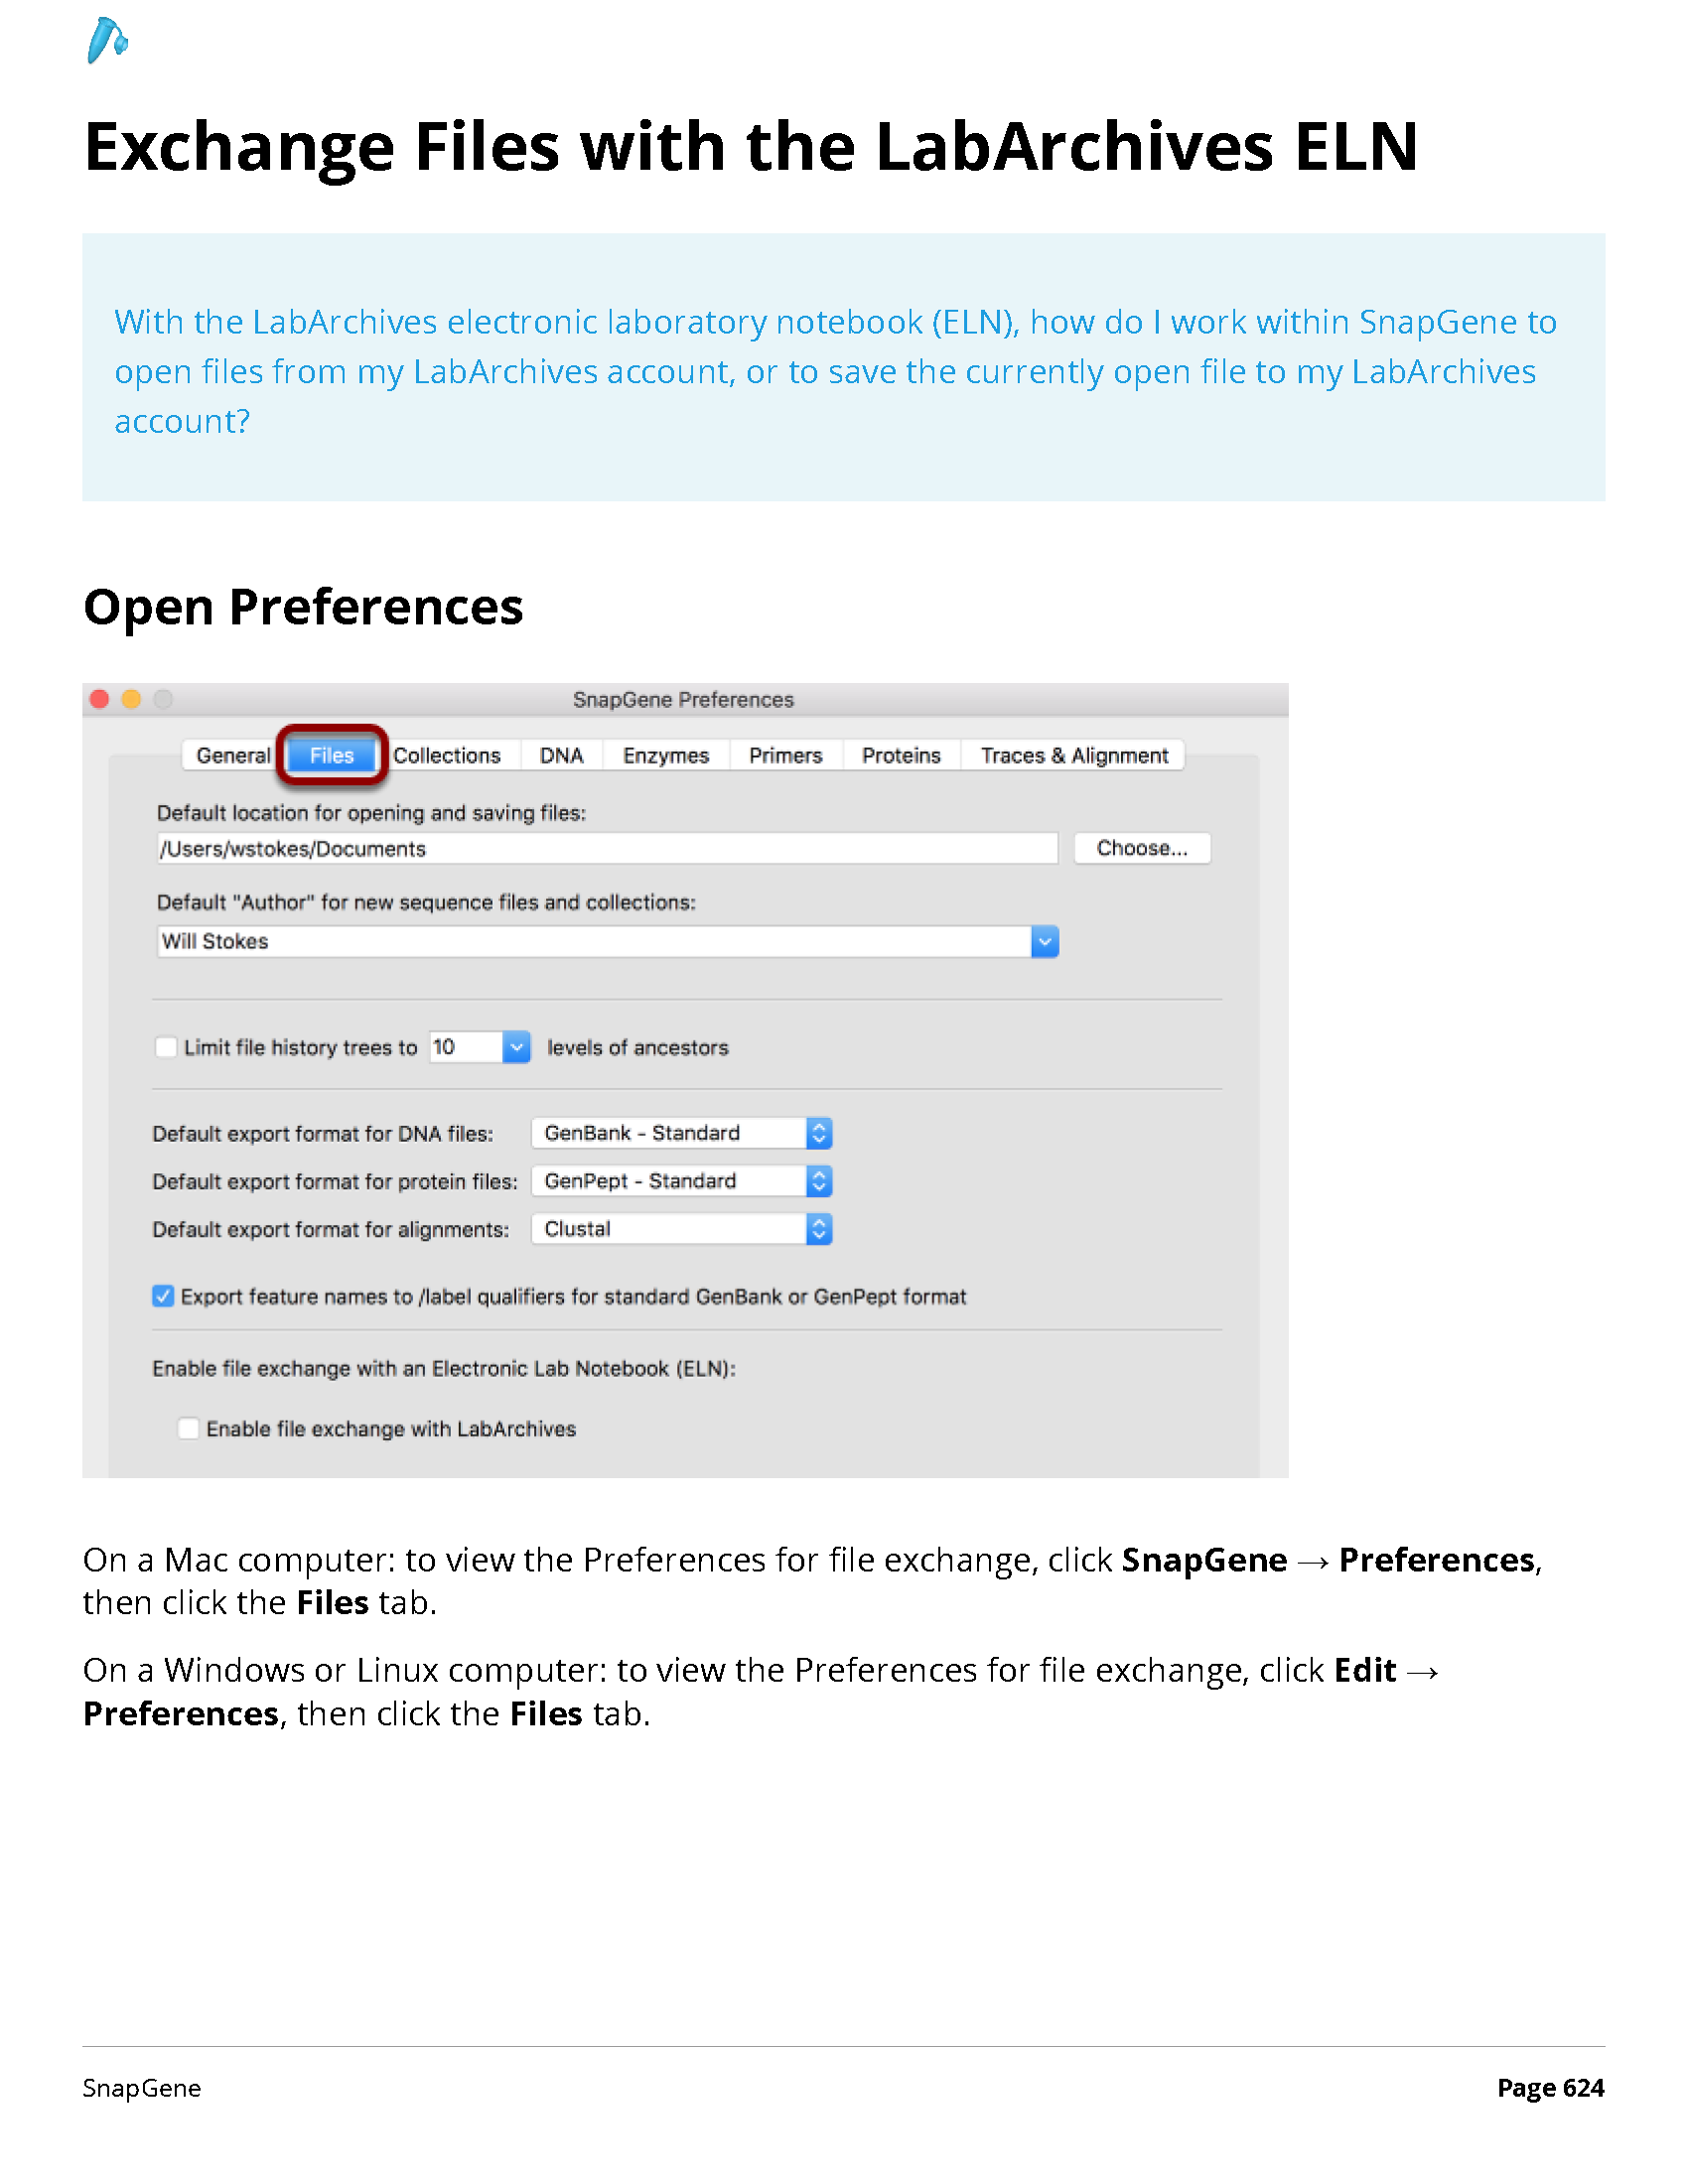 Exchange Files with the LabArchives ELN
With the LabArchives electronic laboratory notebook (ELN), how do I work within SnapGene to
open files from my LabArchives account, or to save the currently open file to my LabArchives
account?
Open Preferences
SnapGene Preferences
General Files Collections DNA Enzymes Primers Proteins Traces & Alignment
Default location for opening and saving files:
/Users/wstokes/Documents Choose...
Default "Author" for new sequence files and collections:
Will Stokes
Limit file history trees to 10 levels of ancestors
Default export format for DNA files: GenBank - Standard
Default export format for protein files: GenPept - Standard
Default export format for alignments: Clustal
Export feature names to /label qualifiers for standard GenBank or GenPept format
Enable file exchange with an Electronic Lab Notebook (ELN):
Enable file exchange with LabArchives
On a Mac computer: to view the Preferences for file exchange, click SnapGene → Preferences,
then click the Files tab.
On a Windows or Linux computer: to view the Preferences for file exchange, click Edit →
Preferences, then click the Files tab.
SnapGene Page 624